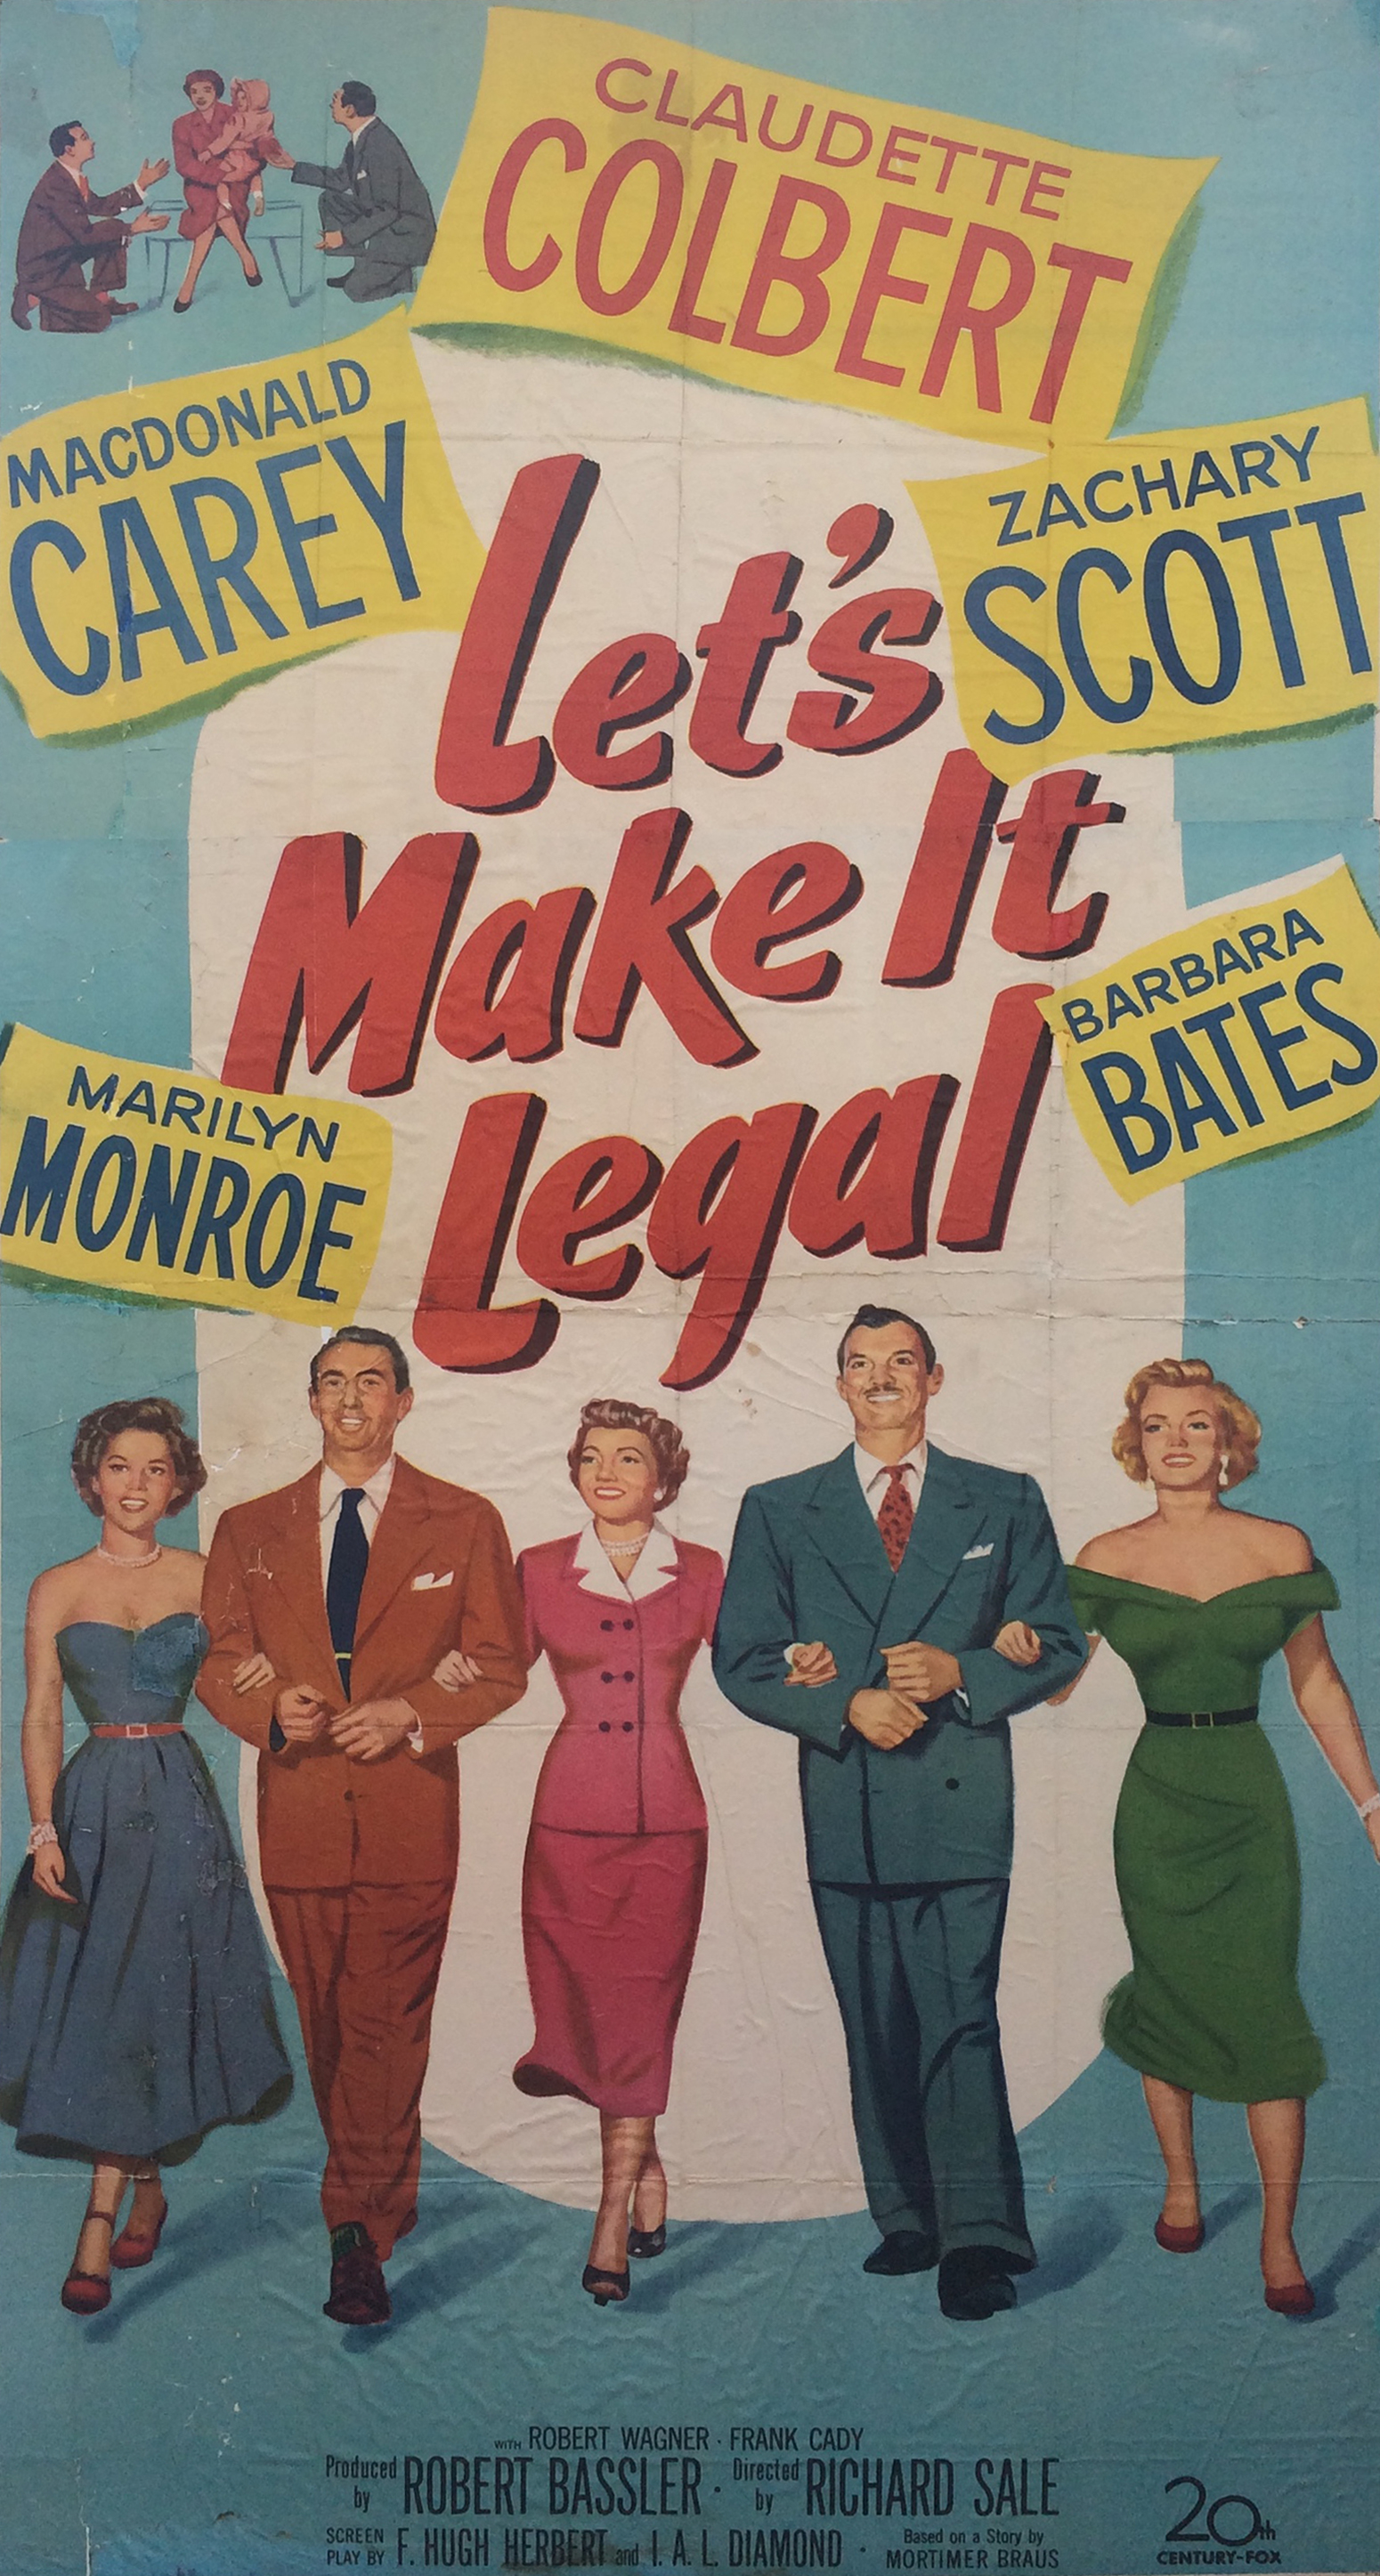 CLAUDETTE
COLBERT
MACDONALD
CAREY
ZACHARY
SCOTT
Let's
Make It
Legal
BARBARA
BATES
MARILYN
MONROE
WITH ROBERT WAGNER · FRANK CADY
Produced by ROBERT BASSLER · Directed by RICHARD SALE
SCREEN PLAY BY F. HUGH HERBERT and I. A. L. DIAMOND · Based on a Story by MORTIMER BRAUS
20th
CENTURY-FOX